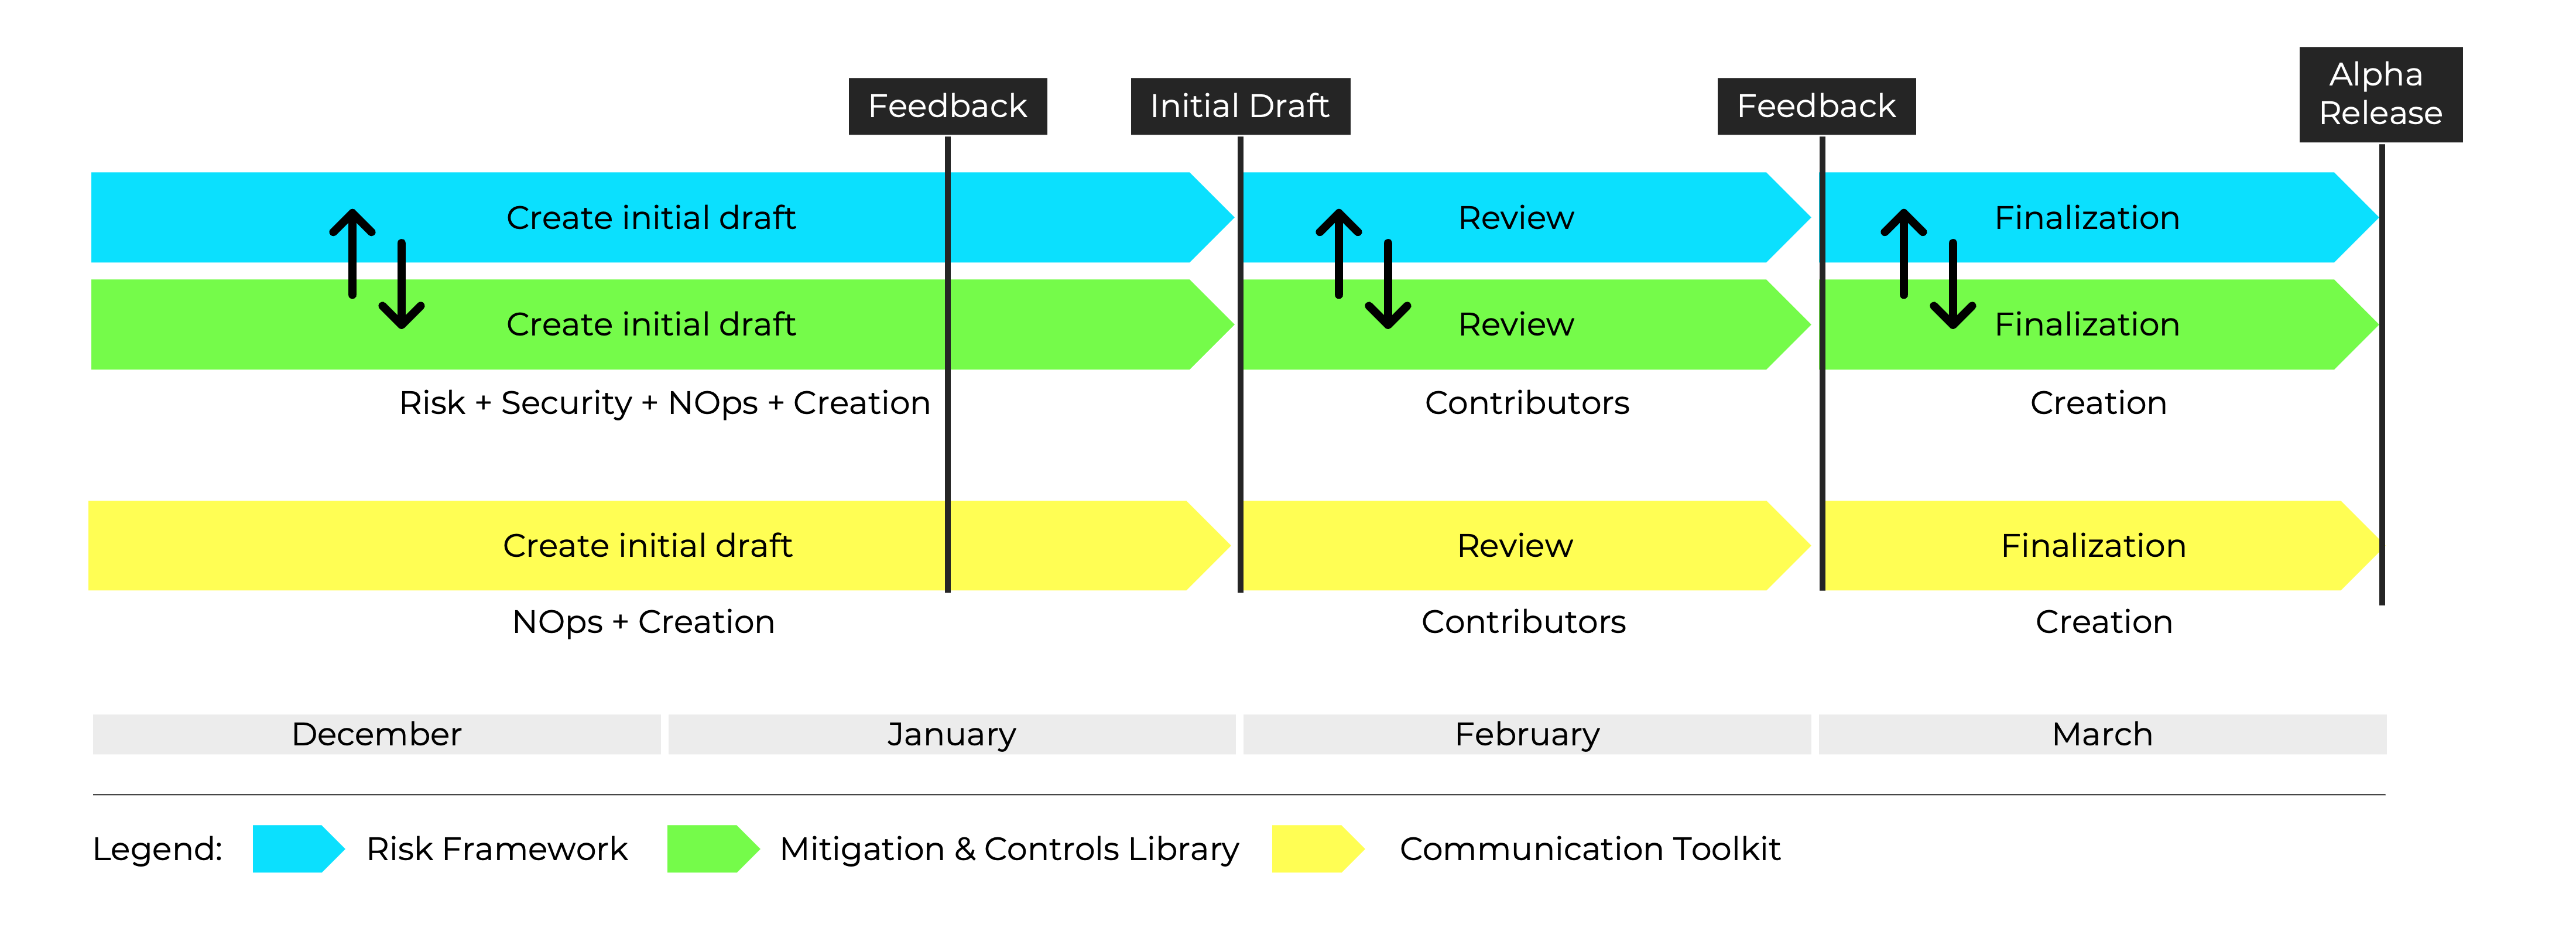 Feedback
Initial Draft
Feedback
Alpha
Release
Create initial draft
Review
Finalization
Create initial draft
Review
Finalization
Risk + Security + NOps + Creation
Contributors
Creation
Create initial draft
Review
Finalization
NOps + Creation
Contributors
Creation
December
January
February
March
Legend:
Risk Framework
Mitigation & Controls Library
Communication Toolkit